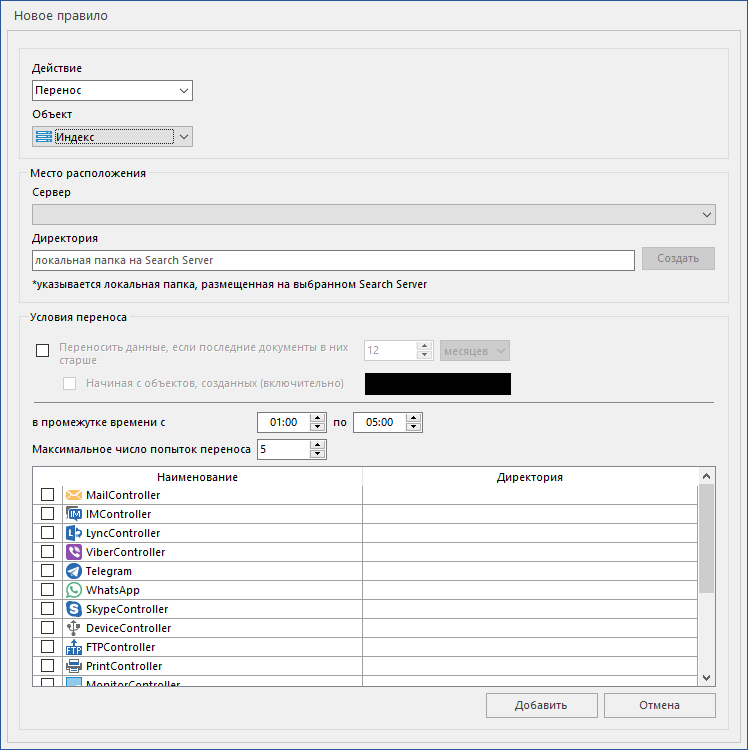 Новое правило
Действие
Перенос
Объект
Индекс
Место расположения
Сервер
Директория
локальная папка на Search Server
Создать
*указывается локальная папка, размещенная на выбранном Search Server
Условия переноса
Переносить данные, если последние документы в них
старше
12
месяцев
Начиная с объектов, созданных (включительно)
в промежутке времени с 01:00 по 05:00
Максимальное число попыток переноса 5
Наименование Директория
MailController
IMController
LyncController
ViberController
Telegram
WhatsApp
SkypeController
DeviceController
FTPController
PrintController
MonitorController
Добавить Отмена